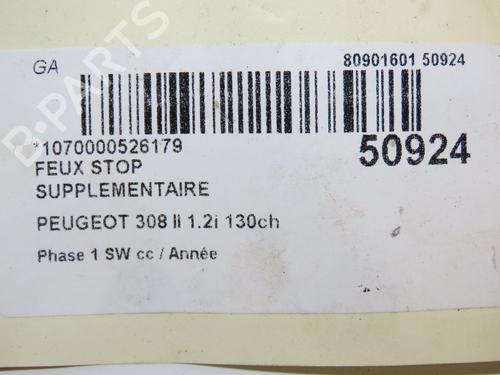 GA
80901601 50924
*1070000526179
50924
FEUX STOP
SUPPLEMENTAIRE
PEUGEOT 308 II 1.2i 130ch
Phase 1 SW cc / Année
B-PARTS